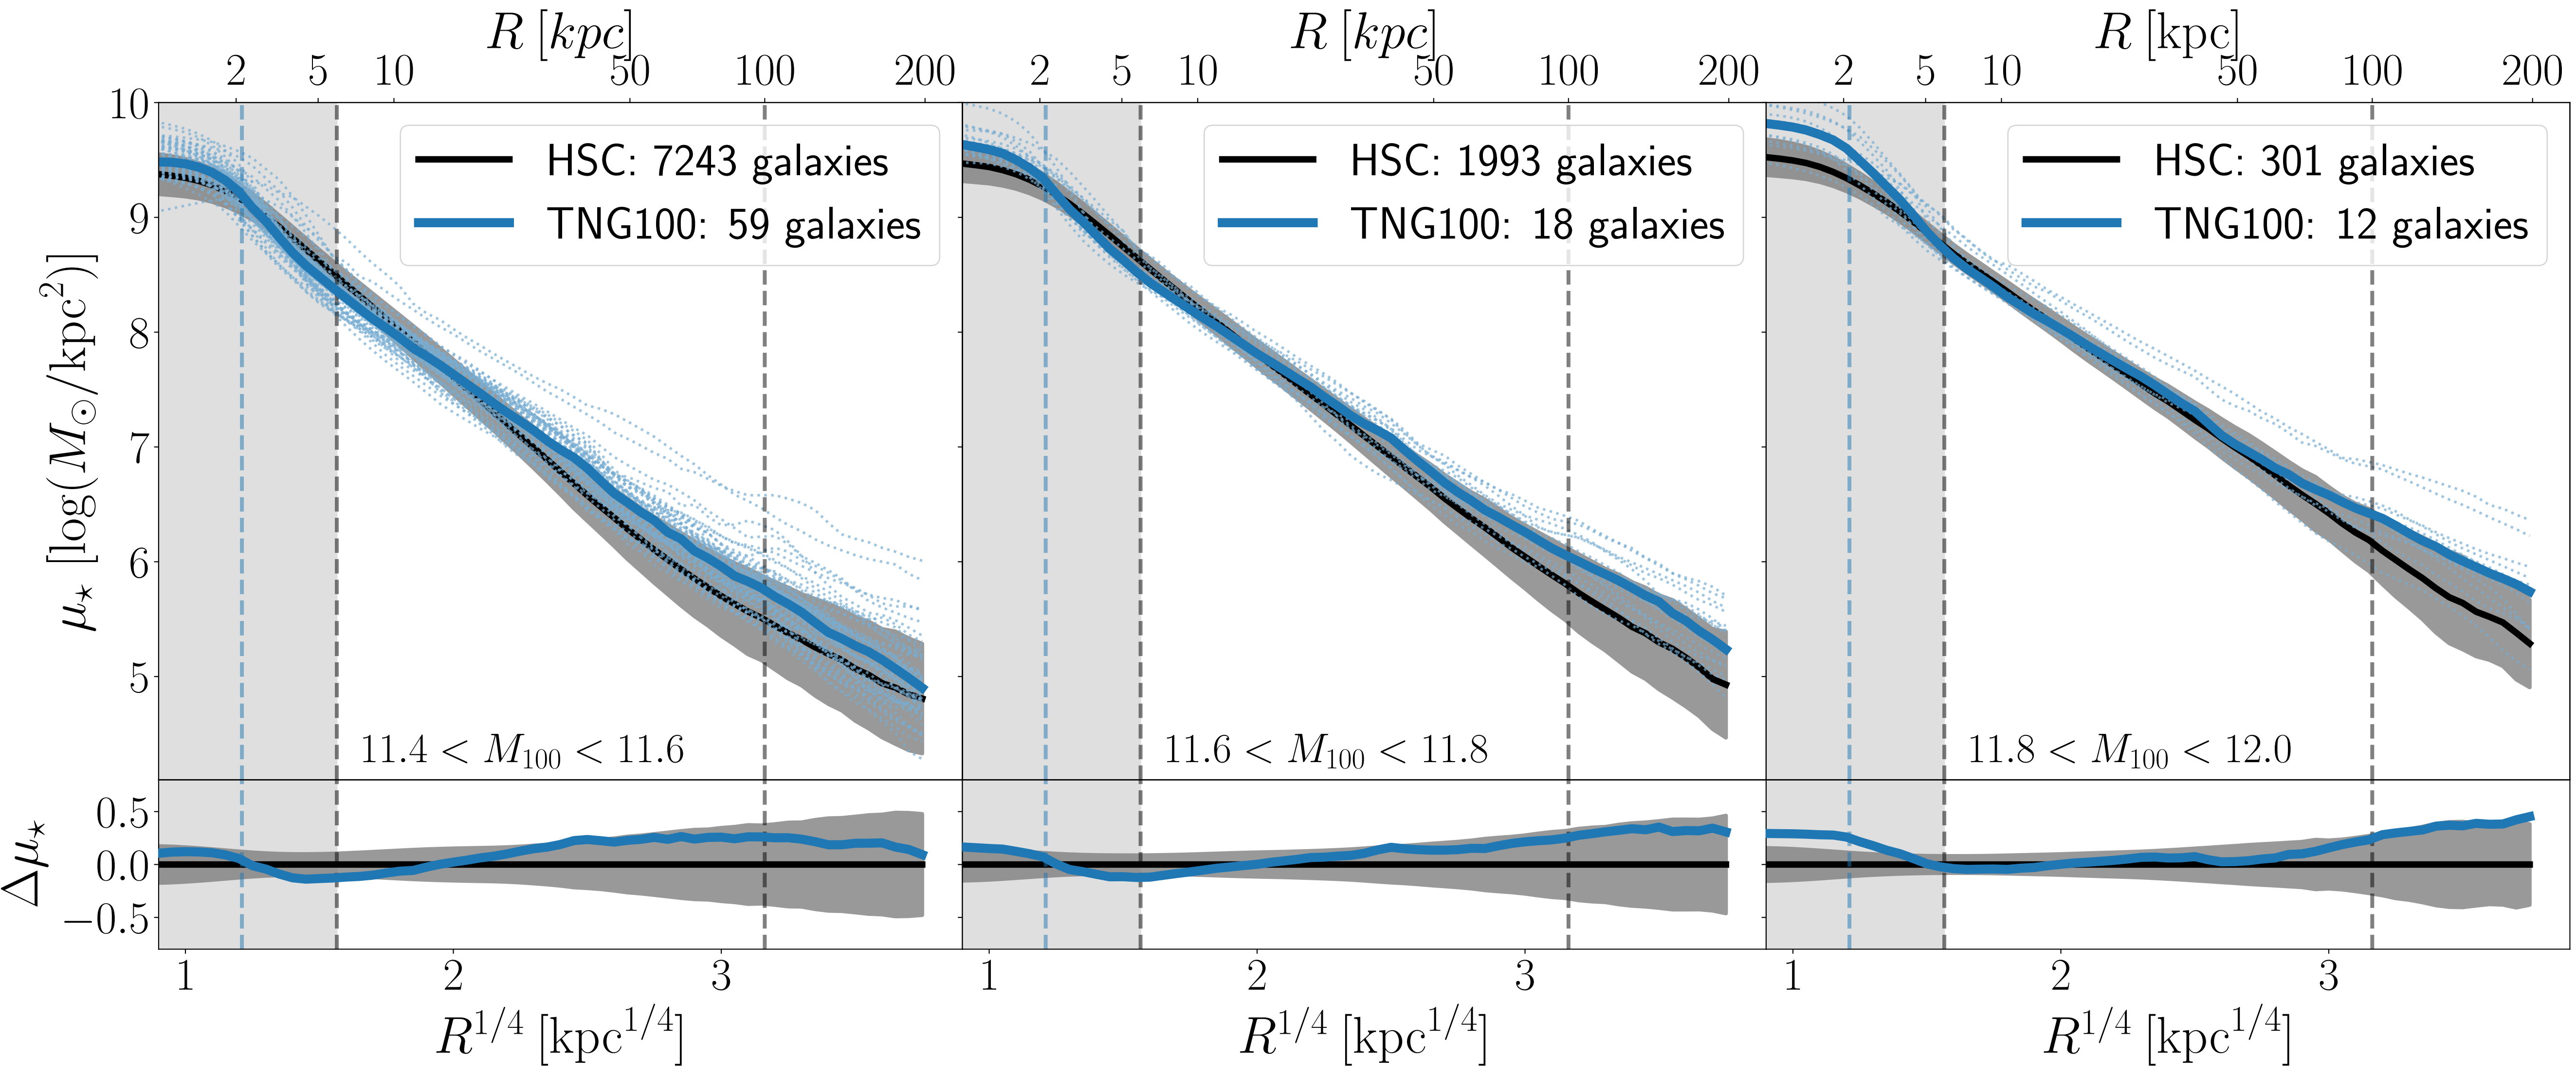 R [kpc] R [kpc] R [kpc]
2 5 10 50 100 200 2 5 10 50 100 200 2 5 10 50 100 200
10
9
8
7
6
5
μ⋆ [log(M⊙/kpc²)]
HSC: 7243 galaxies
TNG100: 59 galaxies
11.4 < M₁₀₀ < 11.6
HSC: 1993 galaxies
TNG100: 18 galaxies
11.6 < M₁₀₀ < 11.8
HSC: 301 galaxies
TNG100: 12 galaxies
11.8 < M₁₀₀ < 12.0
0.5
0.0
−0.5
Δμ⋆
1 2 3 1 2 3 1 2 3
R^{1/4} [kpc^{1/4}] R^{1/4} [kpc^{1/4}] R^{1/4} [kpc^{1/4}]